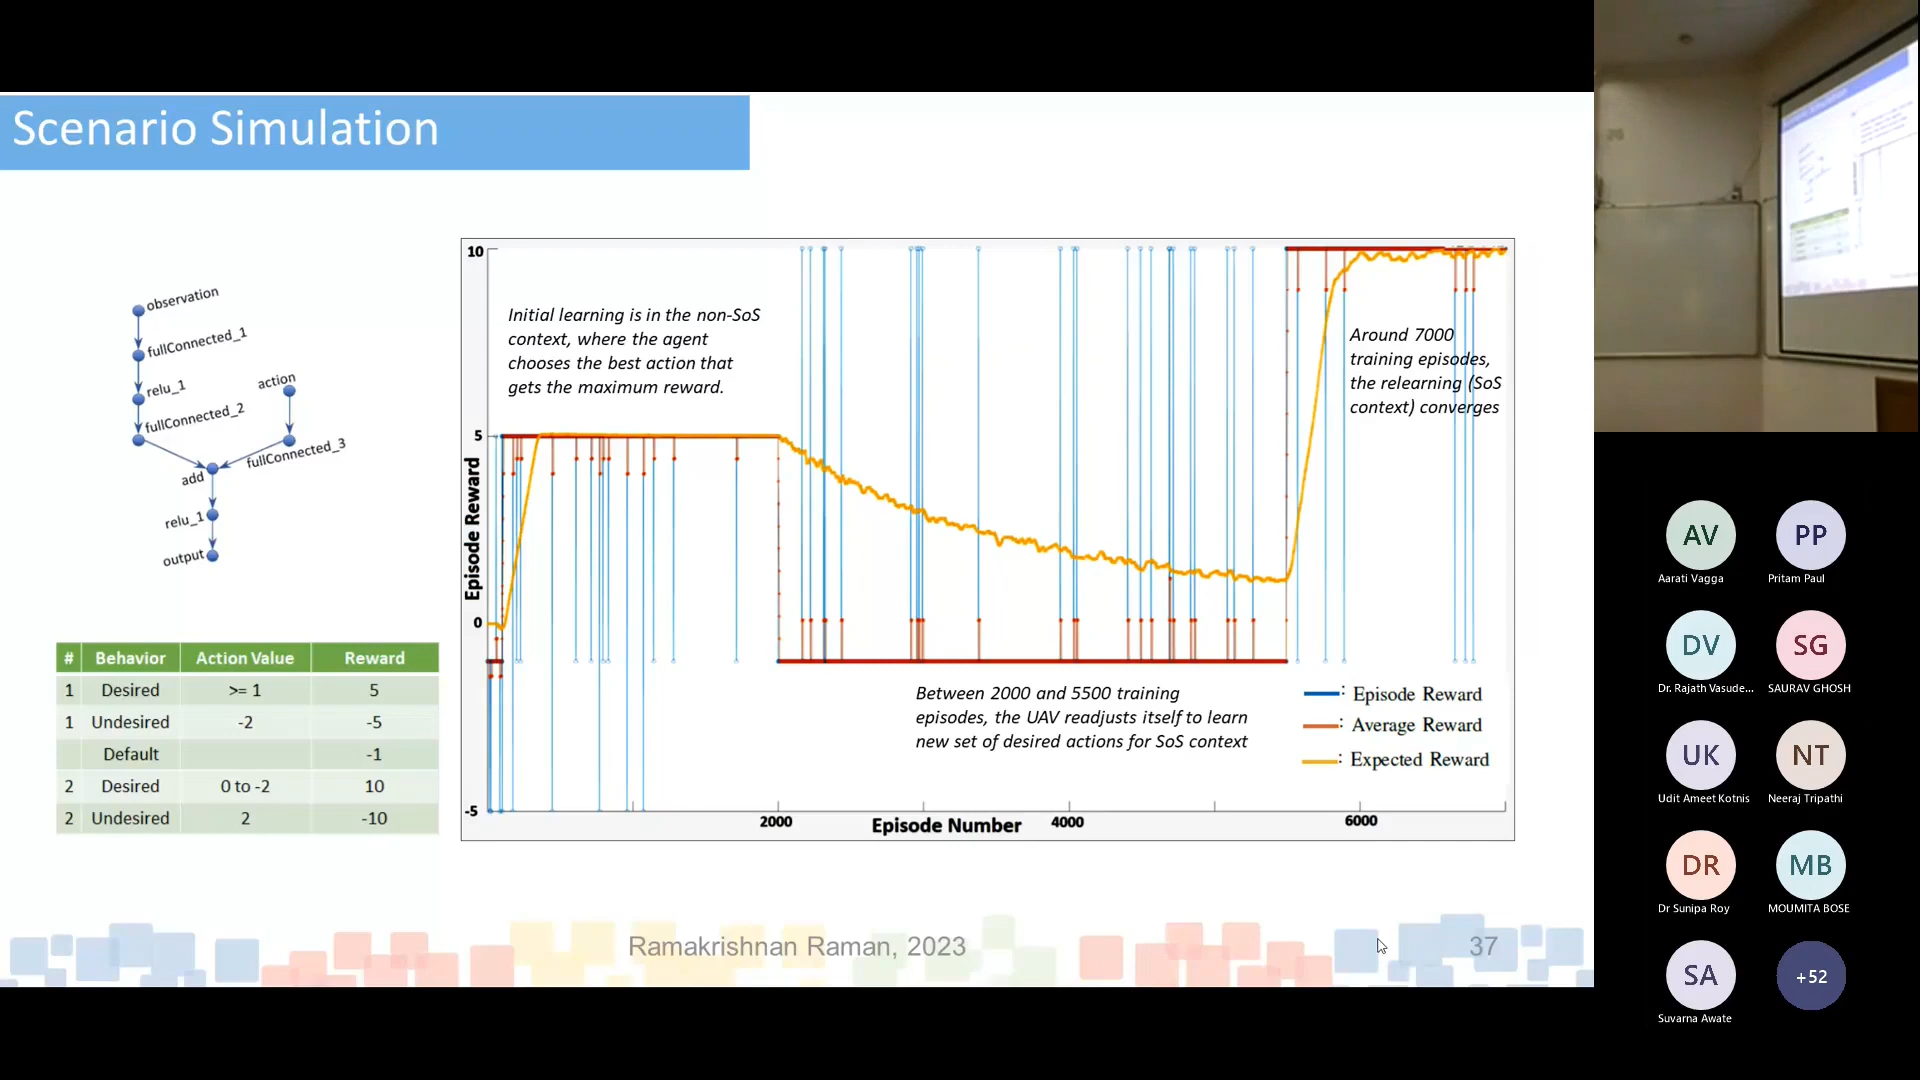 Scenario Simulation
observation
fullConnected_1
relu_1
action
fullConnected_2
fullConnected_3
add
relu_1
output
# Behavior Action Value Reward
1 Desired >= 1 5
1 Undesired -2 -5
Default -1
2 Desired 0 to -2 10
2 Undesired 2 -10
10
5
0
-5
Episode Reward
Initial learning is in the non-SoS
context, where the agent
chooses the best action that
gets the maximum reward.
Around 7000
training episodes,
the relearning (SoS
context) converges
Between 2000 and 5500 training
episodes, the UAV readjusts itself to learn
new set of desired actions for SoS context
: Episode Reward
: Average Reward
: Expected Reward
2000
Episode Number
4000
6000
Ramakrishnan Raman, 2023
37
AV
Aarati Vagga
PP
Pritam Paul
DV
Dr. Rajath Vasude...
SG
SAURAV GHOSH
UK
Udit Ameet Kotnis
NT
Neeraj Tripathi
DR
Dr Sunipa Roy
MB
MOUMITA BOSE
SA
Suvarna Awate
+52